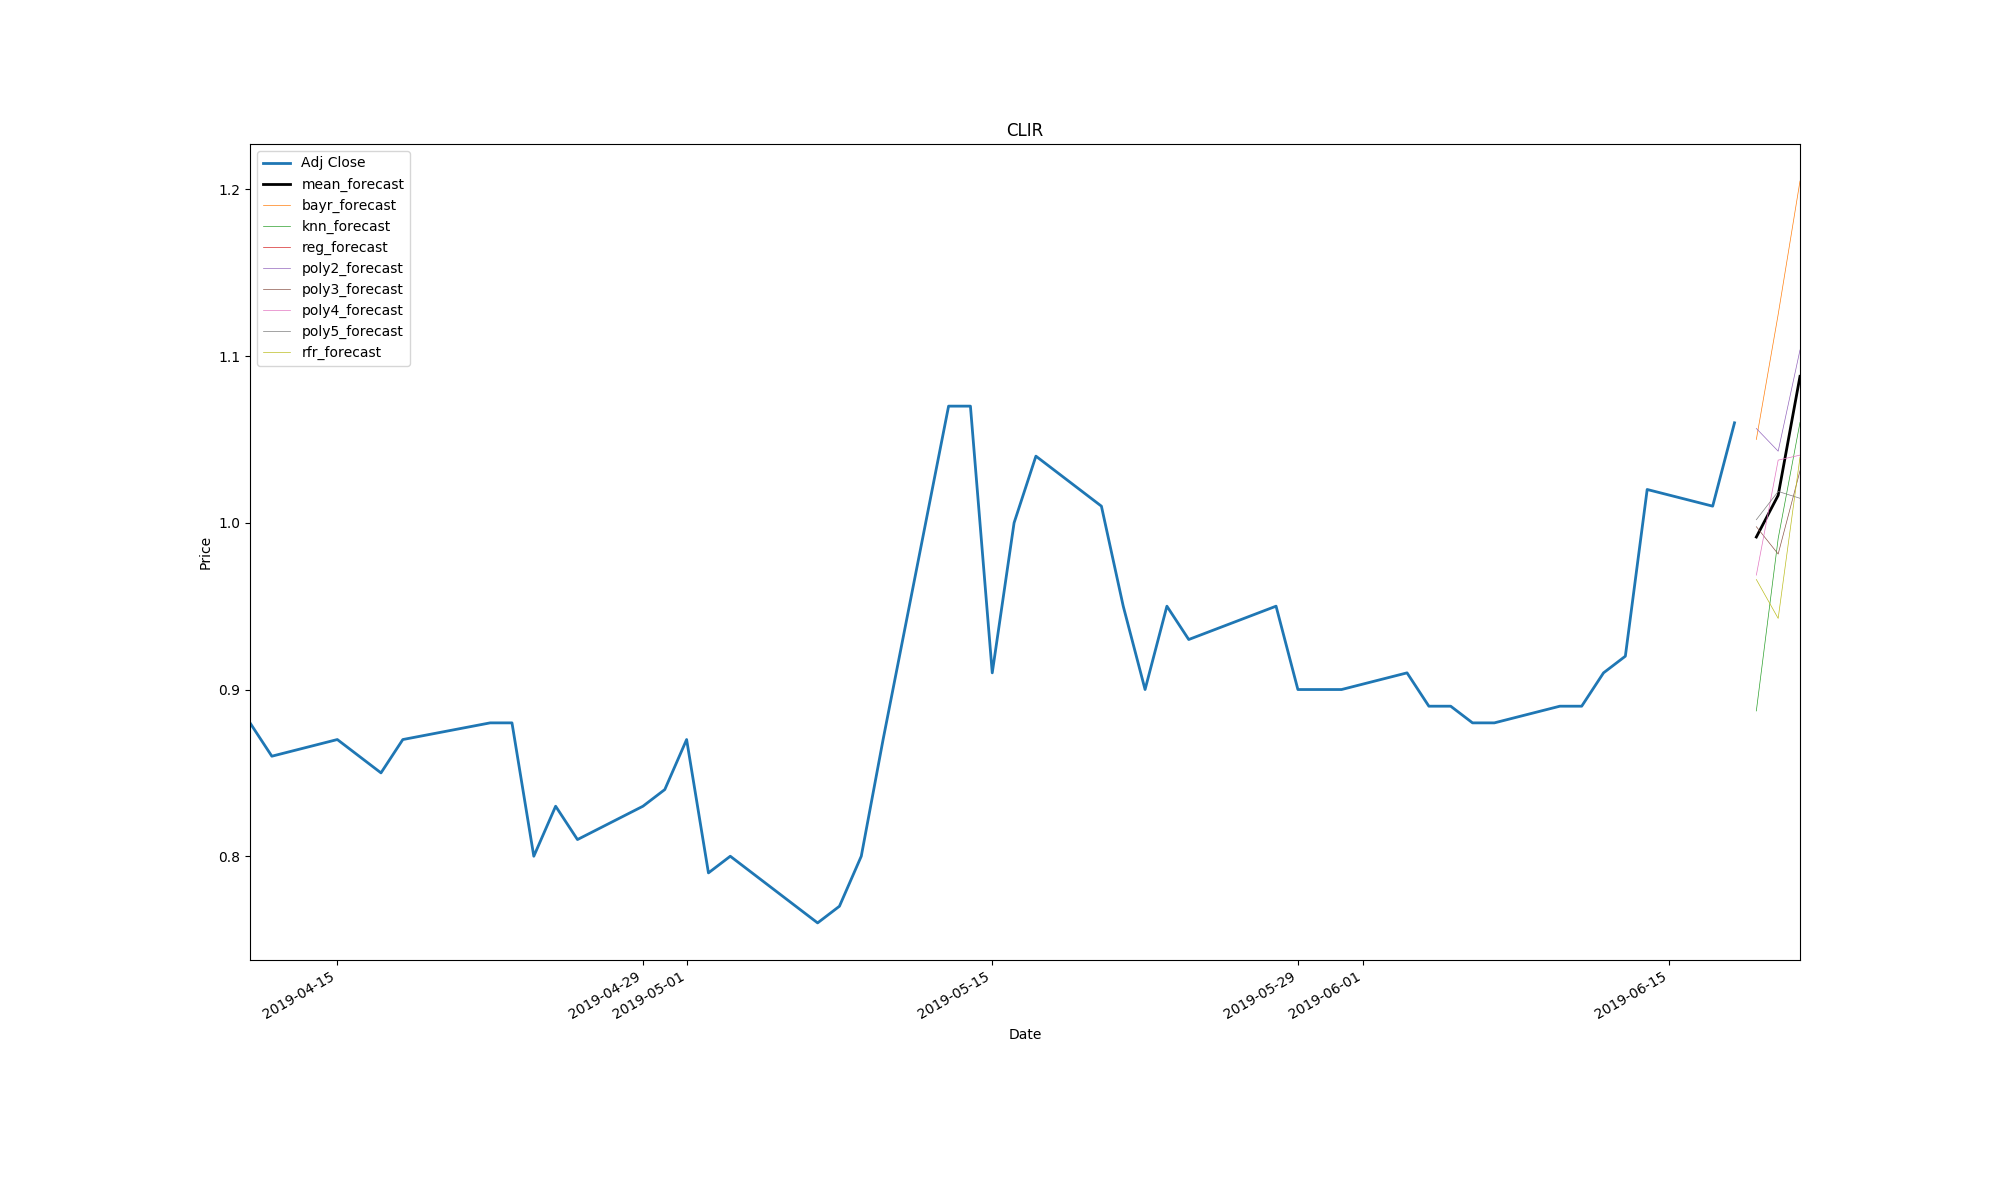 CLIR
Adj Close
mean_forecast
bayr_forecast
knn_forecast
reg_forecast
poly2_forecast
poly3_forecast
poly4_forecast
poly5_forecast
rfr_forecast
1.2
1.1
1.0
0.9
0.8
Price
2019-04-15
2019-04-29
2019-05-01
2019-05-15
2019-05-29
2019-06-01
2019-06-15
Date